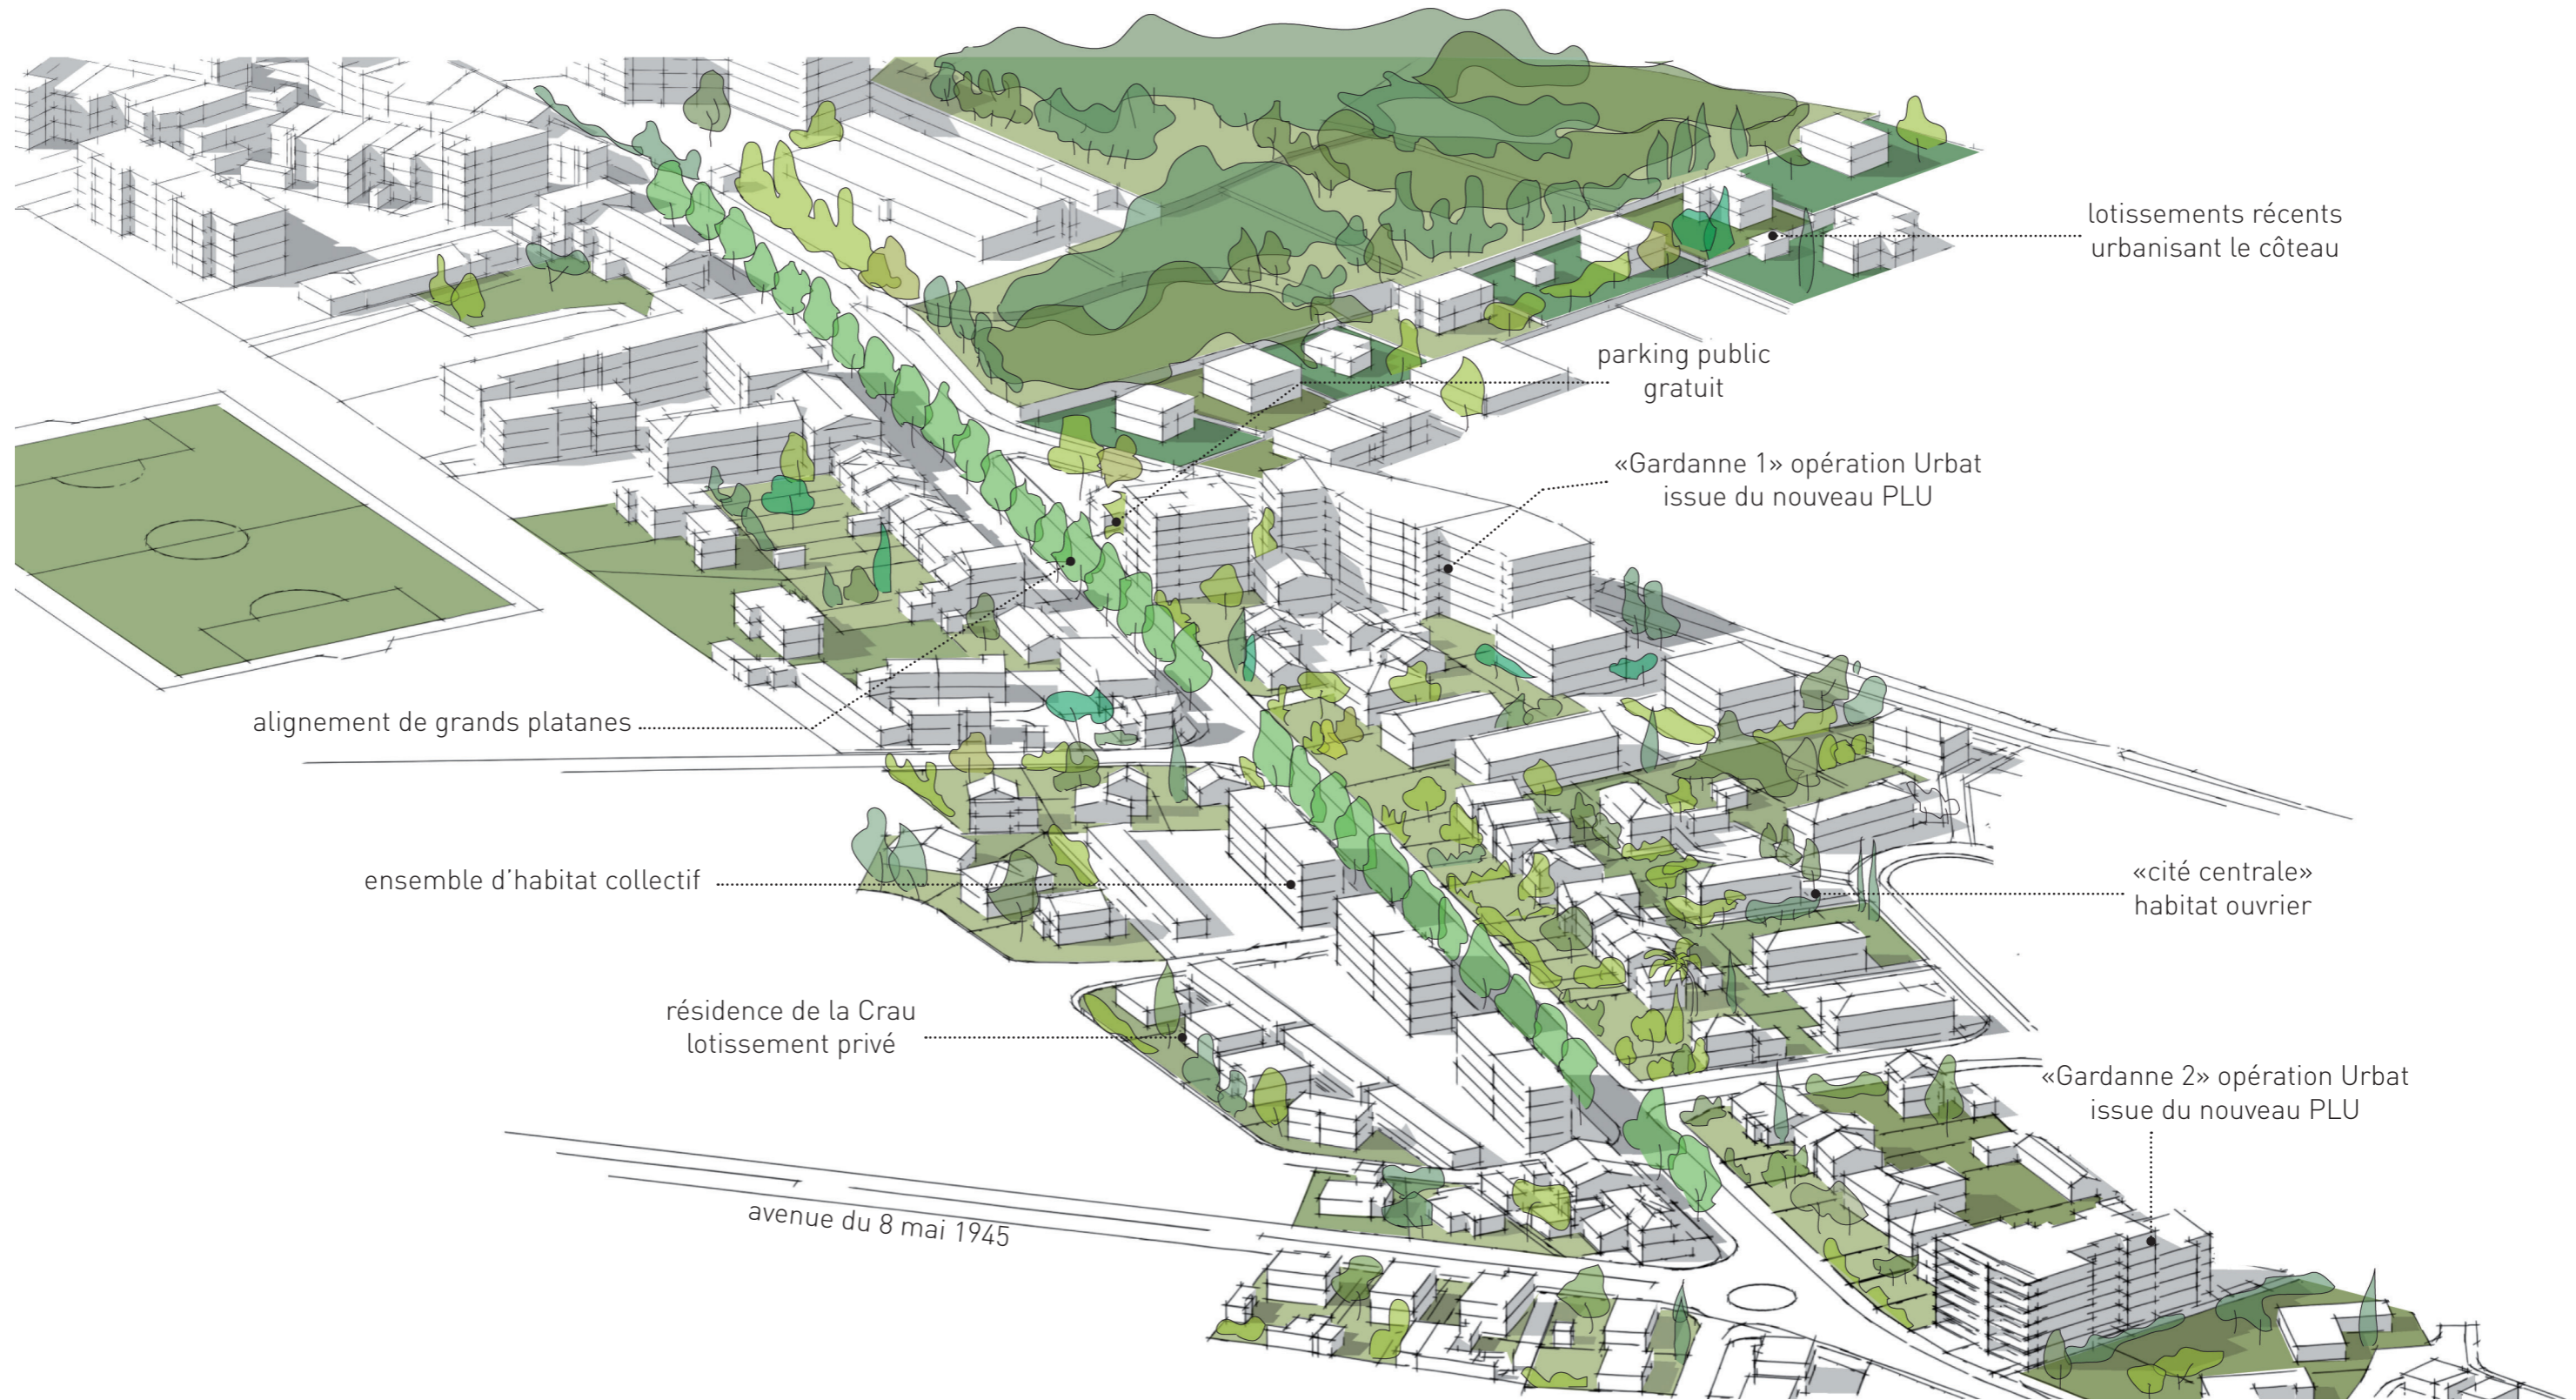 lotissements récents
urbanisant le côteau
parking public
gratuit
«Gardanne 1» opération Urbat
issue du nouveau PLU
alignement de grands platanes
ensemble d'habitat collectif
«cité centrale»
habitat ouvrier
résidence de la Crau
lotissement privé
«Gardanne 2» opération Urbat
issue du nouveau PLU
avenue du 8 mai 1945